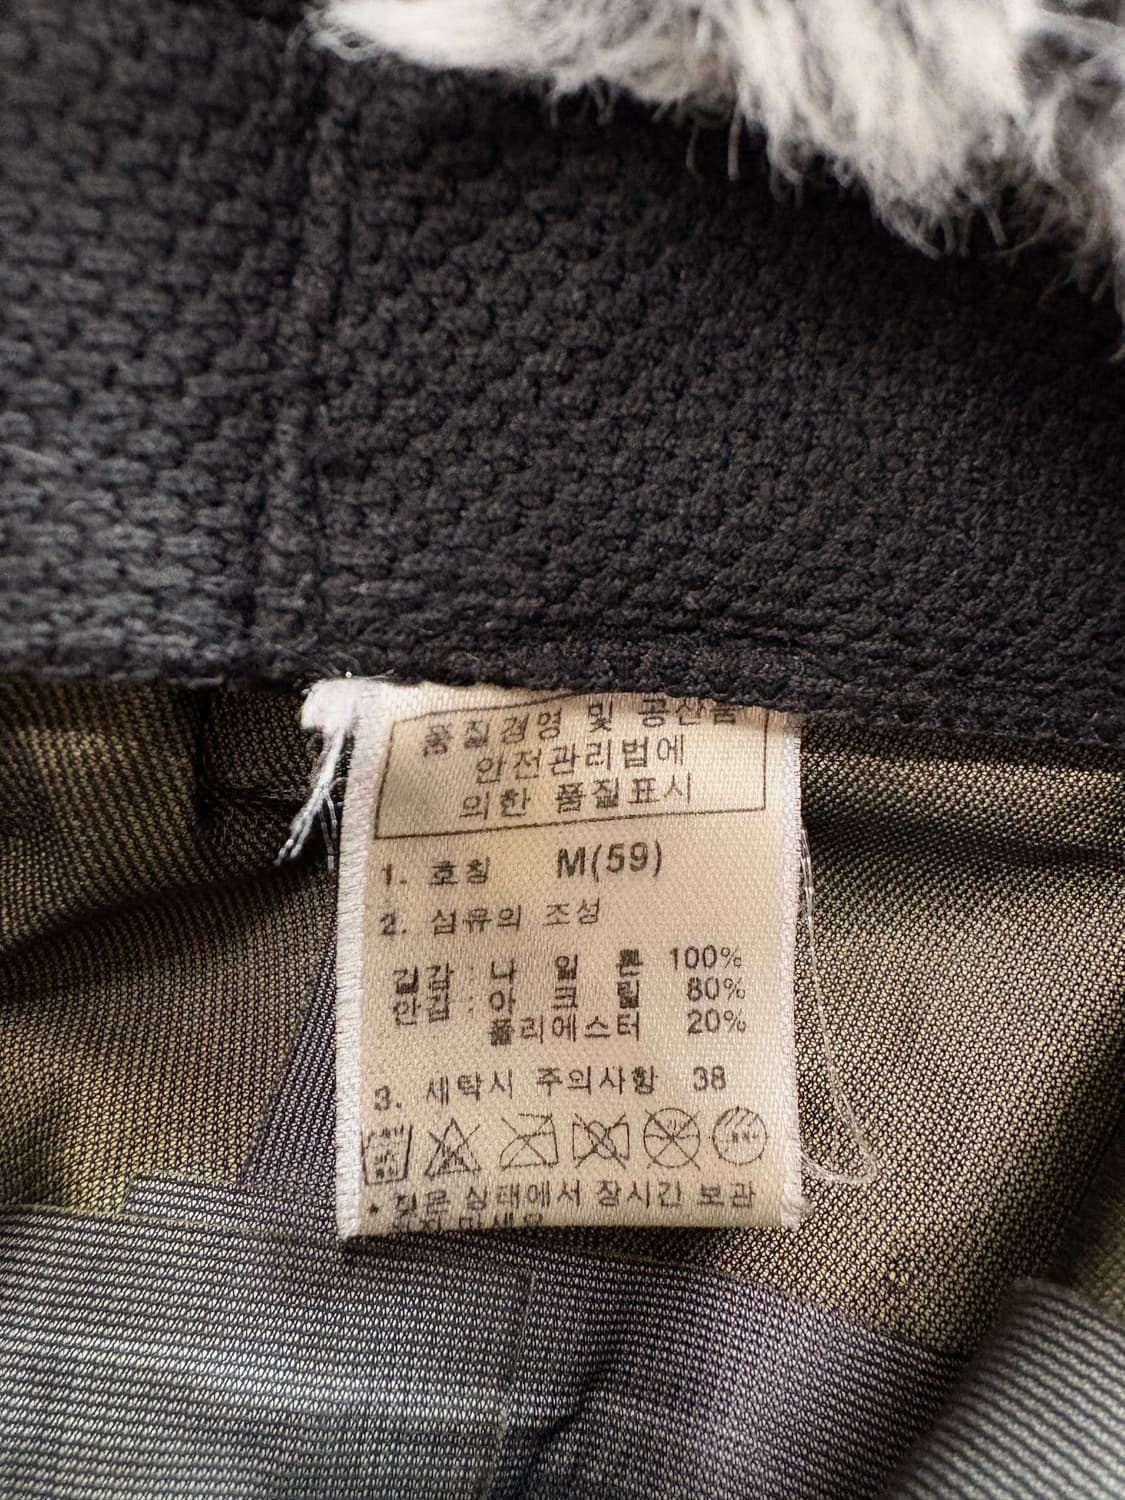 품질경영 및 공산품
안전관리법에
의한 품질표시
1. 호칭 M(59)
2. 섬유의 조성
겉감 : 나 일 론 100%
안감 : 아 크 릴 80%
폴리에스터 20%
3. 세탁시 주의사항 38
* 젖은 상태에서 장시간 보관
마세요